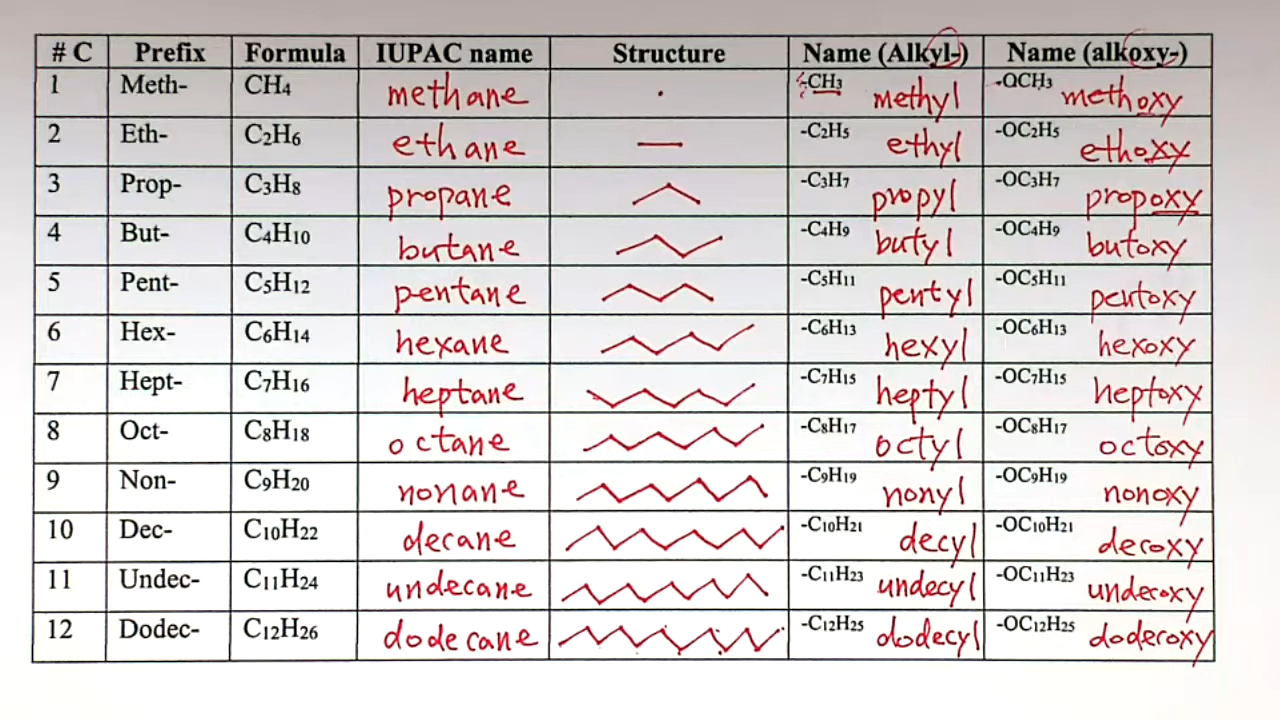 # C Prefix Formula IUPAC name Structure Name (Alkyl-) Name (alkoxy-)
1 Meth- CH4 methane -CH3 methyl -OCH3 methoxy
2 Eth- C2H6 ethane -C2H5 ethyl -OC2H5 ethoxy
3 Prop- C3H8 propane -C3H7 propyl -OC3H7 propoxy
4 But- C4H10 butane -C4H9 butyl -OC4H9 butoxy
5 Pent- C5H12 pentane -C5H11 pentyl -OC5H11 pentoxy
6 Hex- C6H14 hexane -C6H13 hexyl -OC6H13 hexoxy
7 Hept- C7H16 heptane -C7H15 heptyl -OC7H15 heptoxy
8 Oct- C8H18 octane -C8H17 octyl -OC8H17 octoxy
9 Non- C9H20 nonane -C9H19 nonyl -OC9H19 nonoxy
10 Dec- C10H22 decane -C10H21 decyl -OC10H21 decoxy
11 Undec- C11H24 undecane -C11H23 undecyl -OC11H23 undecoxy
12 Dodec- C12H26 dodecane -C12H25 dodecyl -OC12H25 dodecoxy